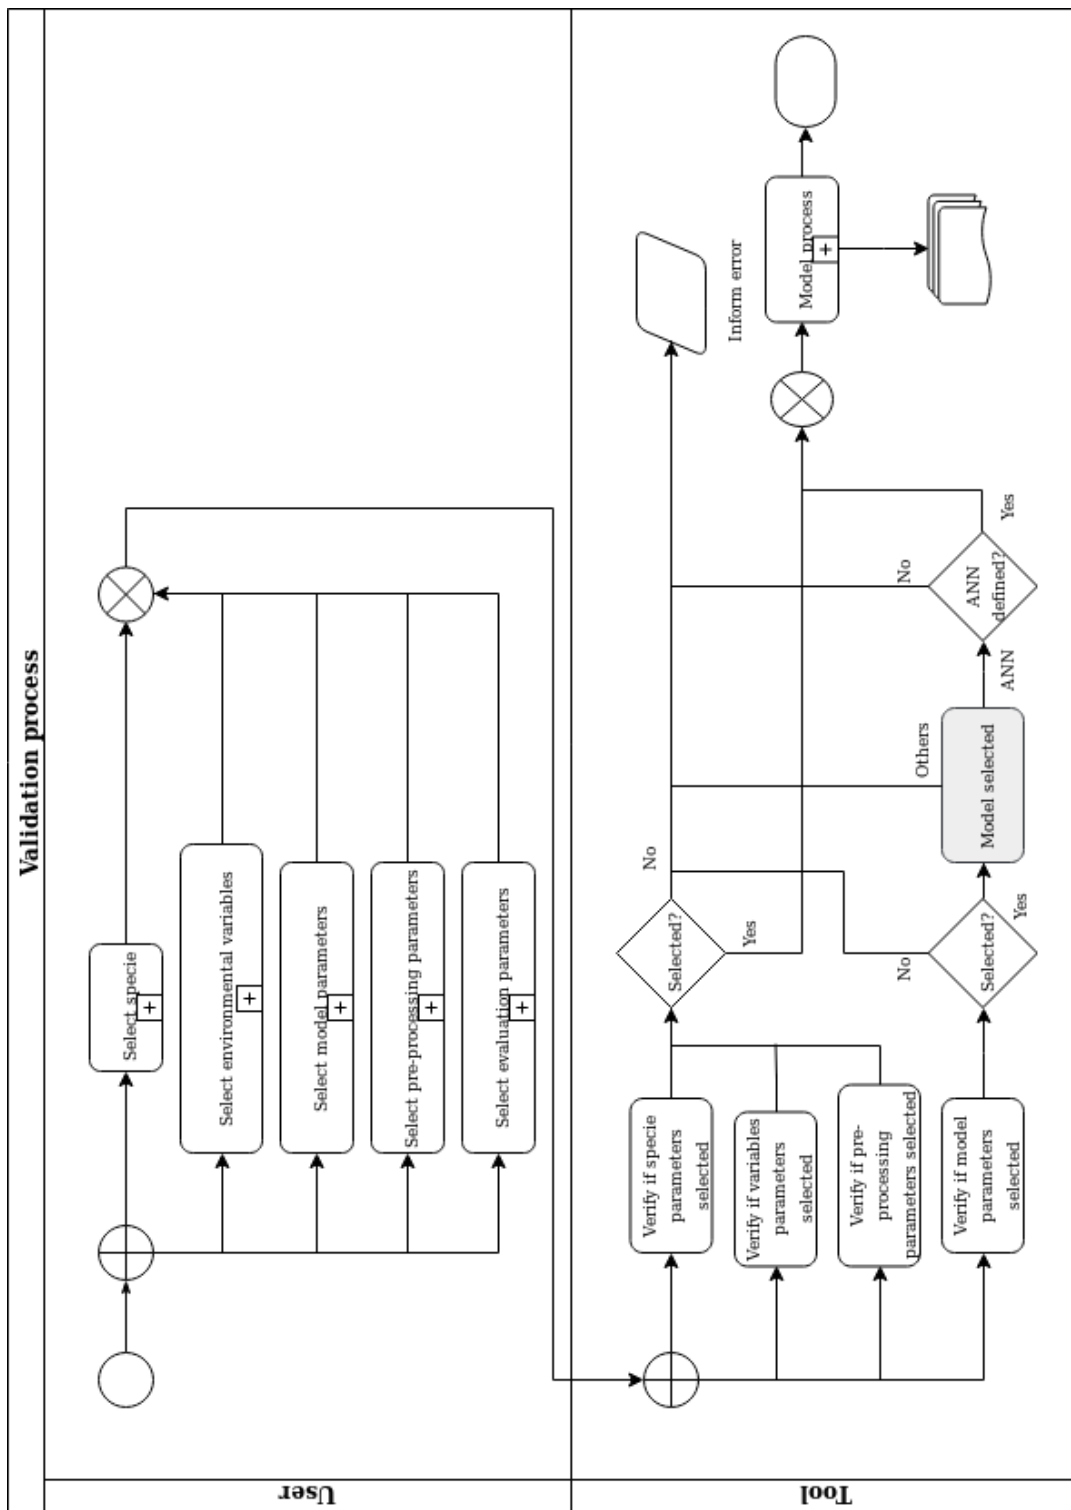 Validation process
User
Select specie
Select environmental variables
Select model parameters
Select pre-processing parameters
Select evaluation parameters
Tool
Verify if specie
parameters
selected
Verify if variables
parameters
selected
Verify if pre-
processing
parameters selected
Verify if model
parameters
selected
Selected?
No
Yes
Selected?
No
Yes
Model selected
Others
ANN
ANN
defined?
No
Yes
Inform error
Model process